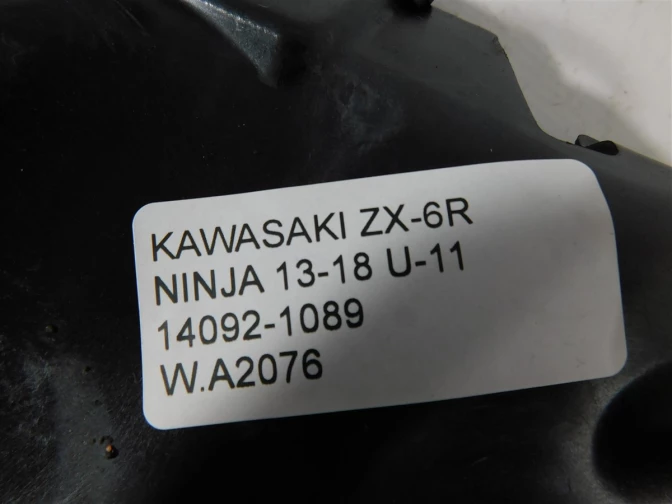 KAWASAKI ZX-6R
NINJA 13-18 U-11
14092-1089
W.A2076